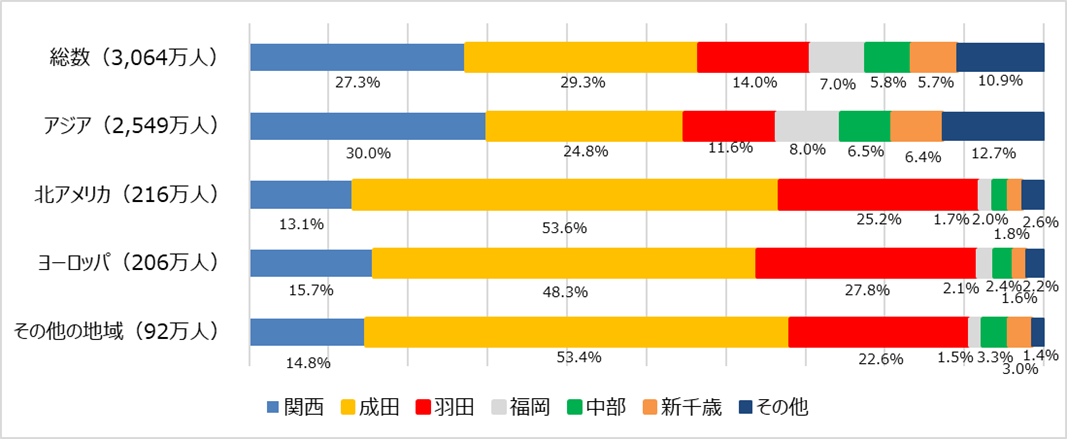 総数（3,064万人）
27.3% 29.3% 14.0% 7.0% 5.8% 5.7% 10.9%
アジア（2,549万人）
30.0% 24.8% 11.6% 8.0% 6.5% 6.4% 12.7%
北アメリカ（216万人）
13.1% 53.6% 25.2% 1.7% 2.0% 1.8% 2.6%
ヨーロッパ（206万人）
15.7% 48.3% 27.8% 2.1% 2.4% 1.6% 2.2%
その他の地域（92万人）
14.8% 53.4% 22.6% 1.5% 3.3% 3.0% 1.4%
関西 成田 羽田 福岡 中部 新千歳 その他